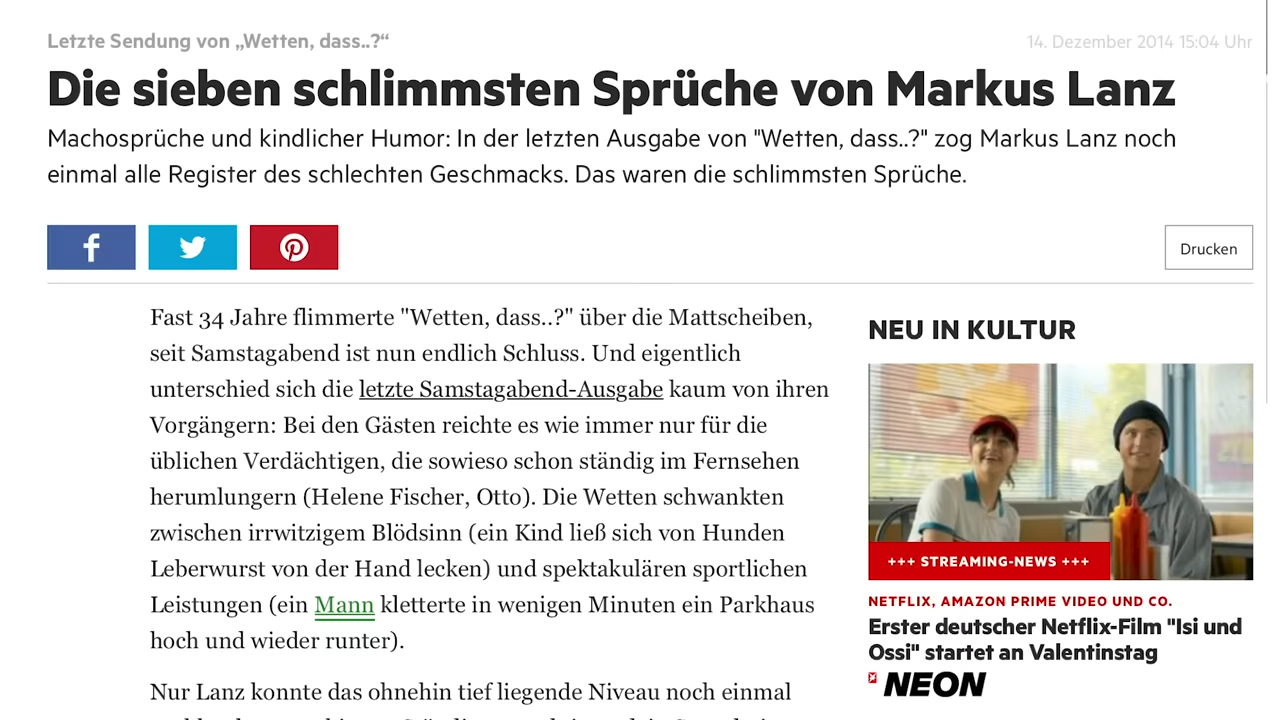 Letzte Sendung von „Wetten, dass..?“
14. Dezember 2014 15:04 Uhr
Die sieben schlimmsten Sprüche von Markus Lanz
Machosprüche und kindlicher Humor: In der letzten Ausgabe von "Wetten, dass..?" zog Markus Lanz noch
einmal alle Register des schlechten Geschmacks. Das waren die schlimmsten Sprüche.
Drucken
Fast 34 Jahre flimmerte "Wetten, dass..?" über die Mattscheiben,
seit Samstagabend ist nun endlich Schluss. Und eigentlich
unterschied sich die letzte Samstagabend-Ausgabe kaum von ihren
Vorgängern: Bei den Gästen reichte es wie immer nur für die
üblichen Verdächtigen, die sowieso schon ständig im Fernsehen
herumlungern (Helene Fischer, Otto). Die Wetten schwankten
zwischen irrwitzigem Blödsinn (ein Kind ließ sich von Hunden
Leberwurst von der Hand lecken) und spektakulären sportlichen
Leistungen (ein Mann kletterte in wenigen Minuten ein Parkhaus
hoch und wieder runter).
Nur Lanz konnte das ohnehin tief liegende Niveau noch einmal
NEU IN KULTUR
+++ STREAMING-NEWS +++
NETFLIX, AMAZON PRIME VIDEO UND CO.
Erster deutscher Netflix-Film "Isi und
Ossi" startet an Valentinstag
NEON